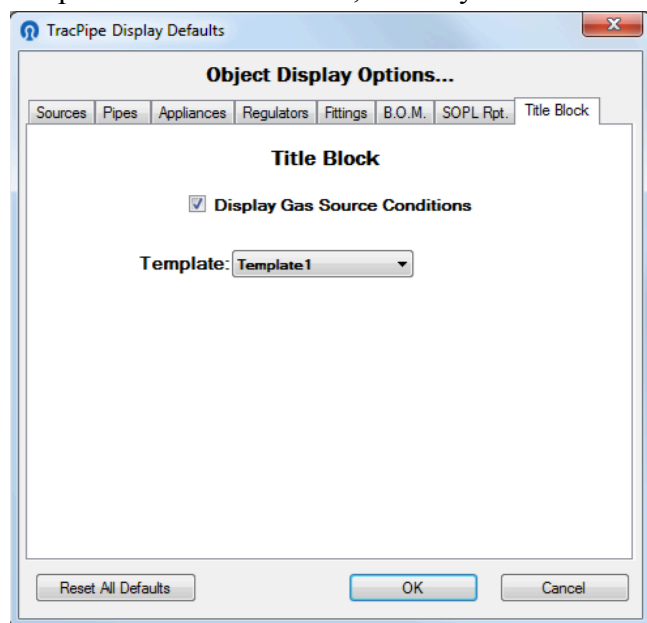 TracPipe Display Defaults
Object Display Options...
Sources Pipes Appliances Regulators Fittings B.O.M. SOPL Rpt. Title Block
Title Block
Display Gas Source Conditions
Template: Template1
Reset All Defaults OK Cancel